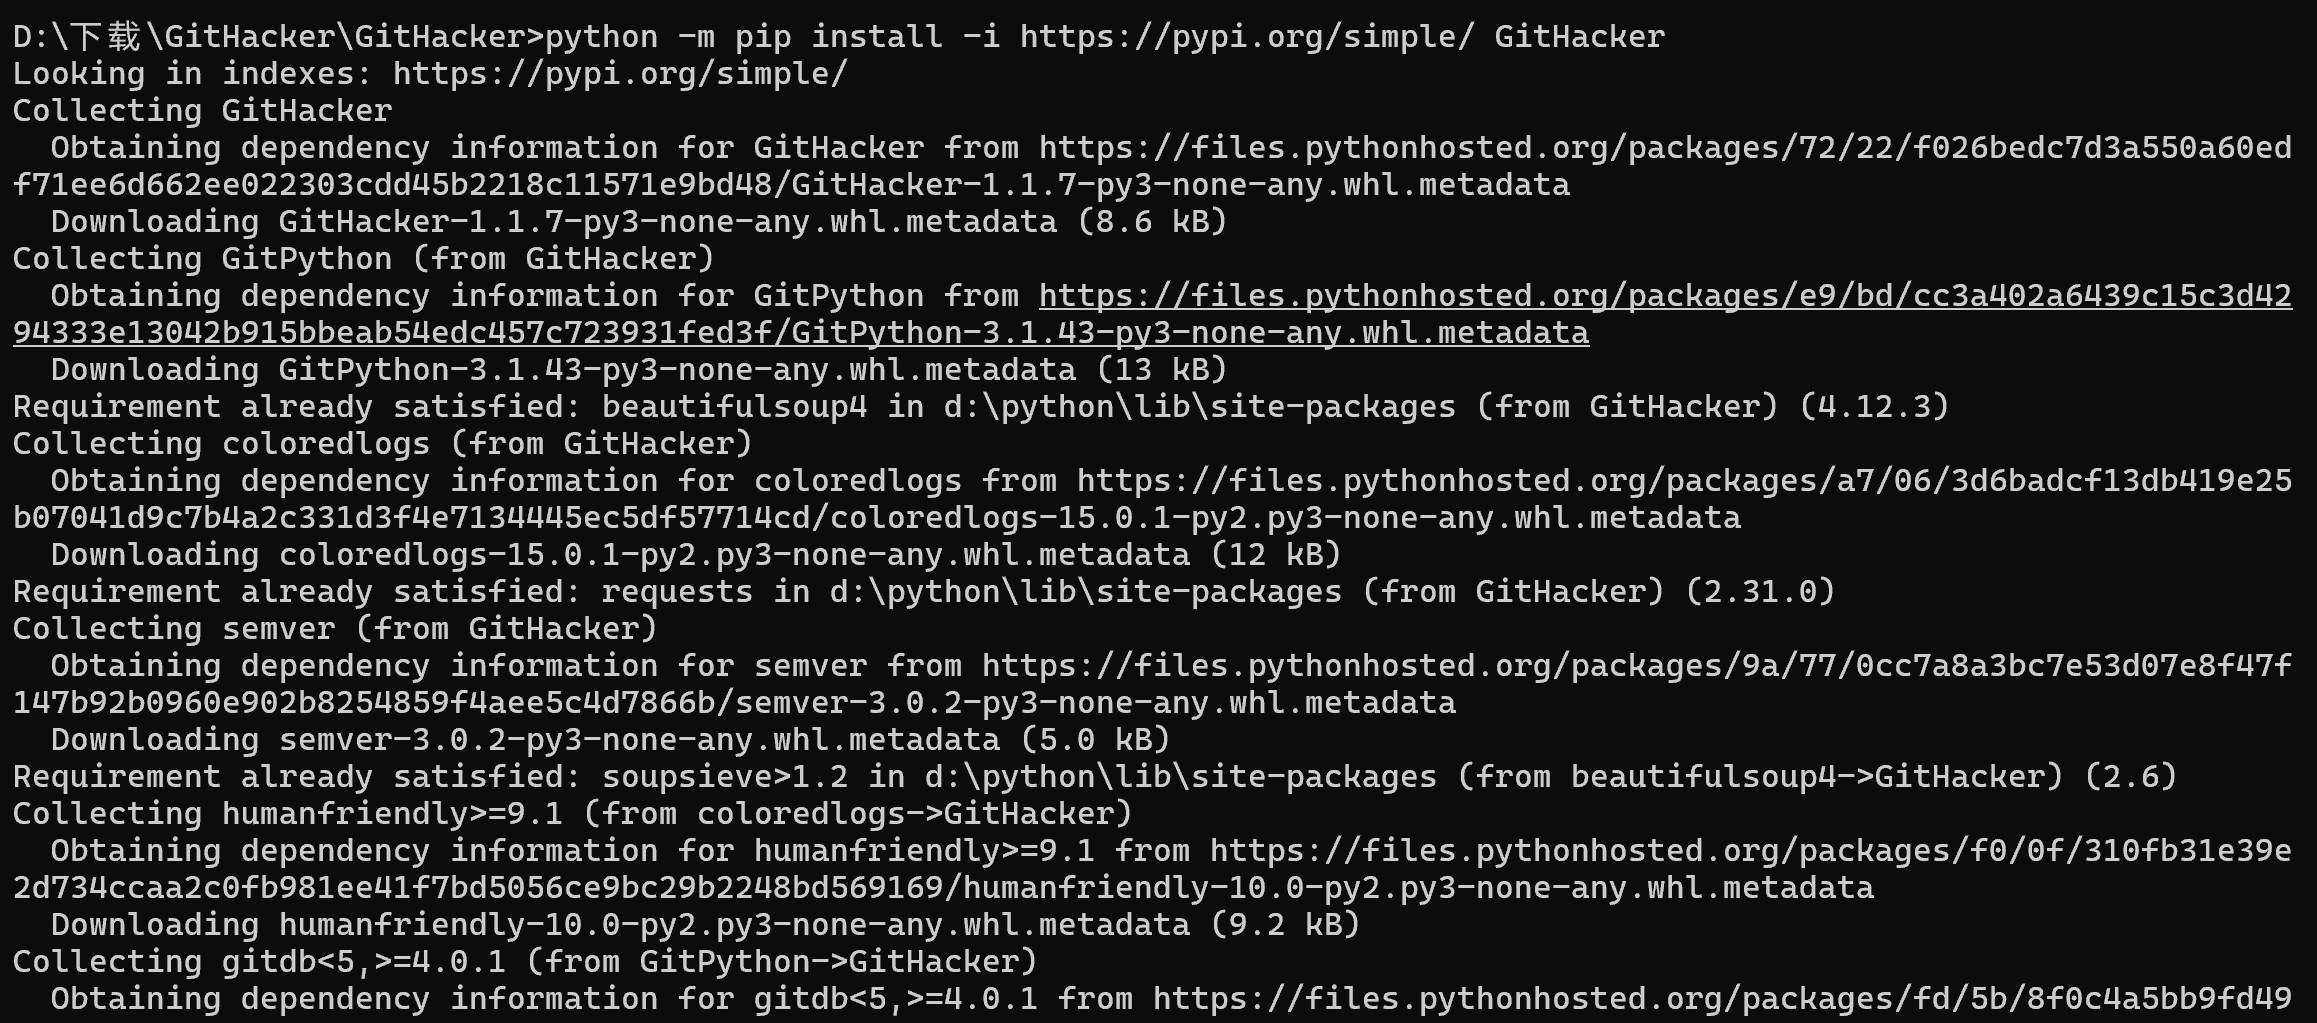 D:\下载\GitHacker\GitHacker>python -m pip install -i https://pypi.org/simple/ GitHacker
Looking in indexes: https://pypi.org/simple/
Collecting GitHacker
  Obtaining dependency information for GitHacker from https://files.pythonhosted.org/packages/72/22/f026bedc7d3a550a60ed
f71ee6d662ee022303cdd45b2218c11571e9bd48/GitHacker-1.1.7-py3-none-any.whl.metadata
  Downloading GitHacker-1.1.7-py3-none-any.whl.metadata (8.6 kB)
Collecting GitPython (from GitHacker)
  Obtaining dependency information for GitPython from https://files.pythonhosted.org/packages/e9/bd/cc3a402a6439c15c3d42
94333e13042b915bbeab54edc457c723931fed3f/GitPython-3.1.43-py3-none-any.whl.metadata
  Downloading GitPython-3.1.43-py3-none-any.whl.metadata (13 kB)
Requirement already satisfied: beautifulsoup4 in d:\python\lib\site-packages (from GitHacker) (4.12.3)
Collecting coloredlogs (from GitHacker)
  Obtaining dependency information for coloredlogs from https://files.pythonhosted.org/packages/a7/06/3d6badcf13db419e25
b07041d9c7b4a2c331d3f4e7134445ec5df57714cd/coloredlogs-15.0.1-py2.py3-none-any.whl.metadata
  Downloading coloredlogs-15.0.1-py2.py3-none-any.whl.metadata (12 kB)
Requirement already satisfied: requests in d:\python\lib\site-packages (from GitHacker) (2.31.0)
Collecting semver (from GitHacker)
  Obtaining dependency information for semver from https://files.pythonhosted.org/packages/9a/77/0cc7a8a3bc7e53d07e8f47f
147b92b0960e902b8254859f4aee5c4d7866b/semver-3.0.2-py3-none-any.whl.metadata
  Downloading semver-3.0.2-py3-none-any.whl.metadata (5.0 kB)
Requirement already satisfied: soupsieve>1.2 in d:\python\lib\site-packages (from beautifulsoup4->GitHacker) (2.6)
Collecting humanfriendly>=9.1 (from coloredlogs->GitHacker)
  Obtaining dependency information for humanfriendly>=9.1 from https://files.pythonhosted.org/packages/f0/0f/310fb31e39e
2d734ccaa2c0fb981ee41f7bd5056ce9bc29b2248bd569169/humanfriendly-10.0-py2.py3-none-any.whl.metadata
  Downloading humanfriendly-10.0-py2.py3-none-any.whl.metadata (9.2 kB)
Collecting gitdb<5,>=4.0.1 (from GitPython->GitHacker)
  Obtaining dependency information for gitdb<5,>=4.0.1 from https://files.pythonhosted.org/packages/fd/5b/8f0c4a5bb9fd49